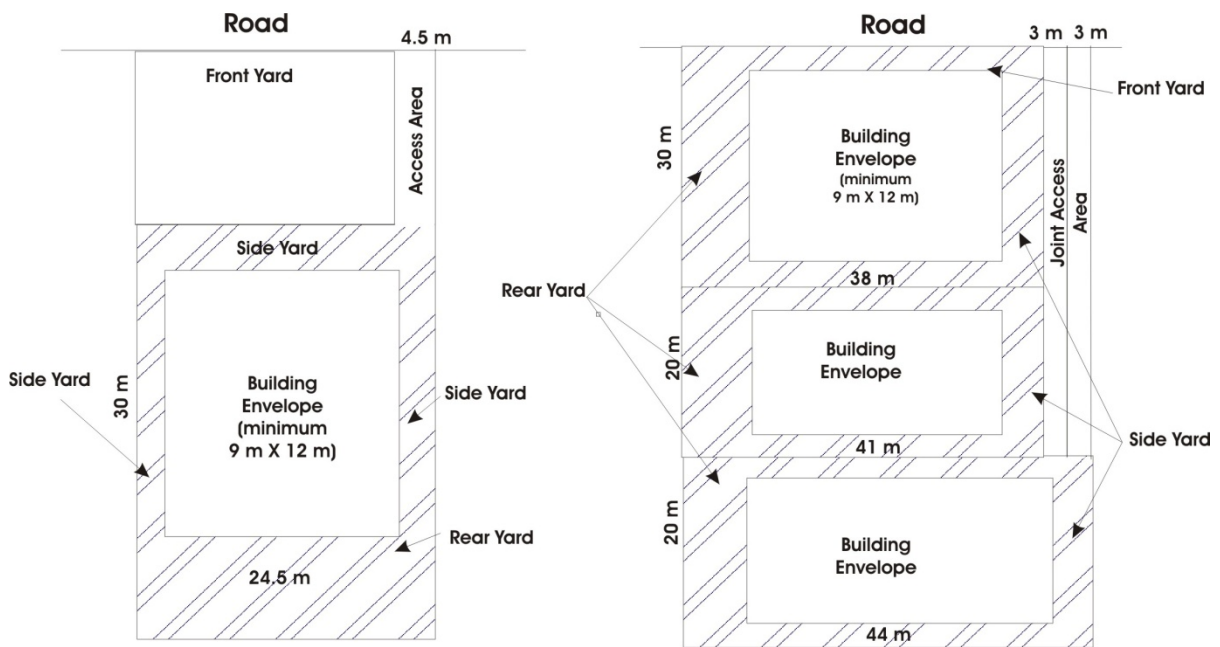 Road
4.5 m
Front Yard
Access Area
Side Yard
Side Yard
30 m
Building
Envelope
(minimum
9 m X 12 m)
Side Yard
Rear Yard
24.5 m
Road
3 m 3 m
Front Yard
30 m
Building
Envelope
(minimum
9 m X 12 m)
Joint Access
Area
Rear Yard
38 m
20 m
Building
Envelope
41 m
Side Yard
20 m
Building
Envelope
44 m